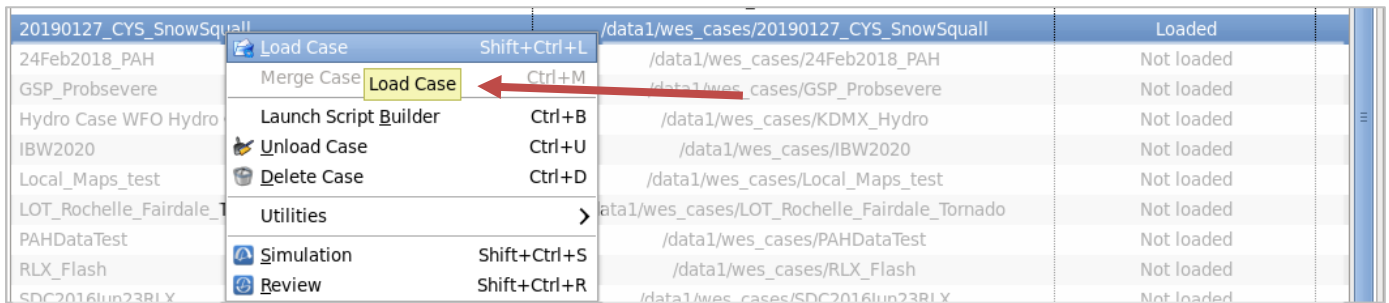 20190127_CYS_SnowSquall /data1/wes_cases/20190127_CYS_SnowSquall Loaded
Load Case Shift+Ctrl+L
24Feb2018_PAH /data1/wes_cases/24Feb2018_PAH Not loaded
Merge Case Ctrl+M
Load Case
GSP_Probsevere /data1/wes_cases/GSP_Probsevere Not loaded
Launch Script Builder Ctrl+B
Hydro Case WFO Hydro /data1/wes_cases/KDMX_Hydro Not loaded
Unload Case Ctrl+U
IBW2020 /data1/wes_cases/IBW2020 Not loaded
Delete Case Ctrl+D
Local_Maps_test /data1/wes_cases/Local_Maps_test Not loaded
Utilities
LOT_Rochelle_Fairdale_T ata1/wes_cases/LOT_Rochelle_Fairdale_Tornado Not loaded
PAHDataTest /data1/wes_cases/PAHDataTest Not loaded
Simulation Shift+Ctrl+S
RLX_Flash /data1/wes_cases/RLX_Flash Not loaded
Review Shift+Ctrl+R
SDC2016Jun23RLX /data1/wes_cases/SDC2016Jun23RLX Not loaded